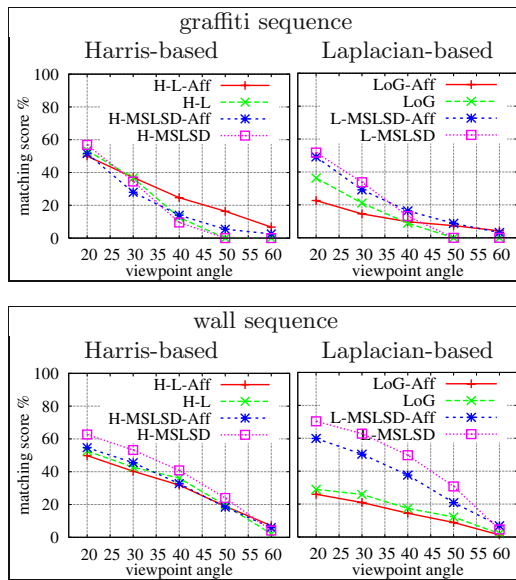 graffiti sequence
Harris-based Laplacian-based
100
80
60
40
20
0
matching score %
H-L-Aff
H-L
H-MSLSD-Aff
H-MSLSD
LoG-Aff
LoG
L-MSLSD-Aff
L-MSLSD
20 25 30 35 40 45 50 55 60 20 25 30 35 40 45 50 55 60
viewpoint angle viewpoint angle
wall sequence
Harris-based Laplacian-based
100
80
60
40
20
0
matching score %
H-L-Aff
H-L
H-MSLSD-Aff
H-MSLSD
LoG-Aff
LoG
L-MSLSD-Aff
L-MSLSD
20 25 30 35 40 45 50 55 60 20 25 30 35 40 45 50 55 60
viewpoint angle viewpoint angle